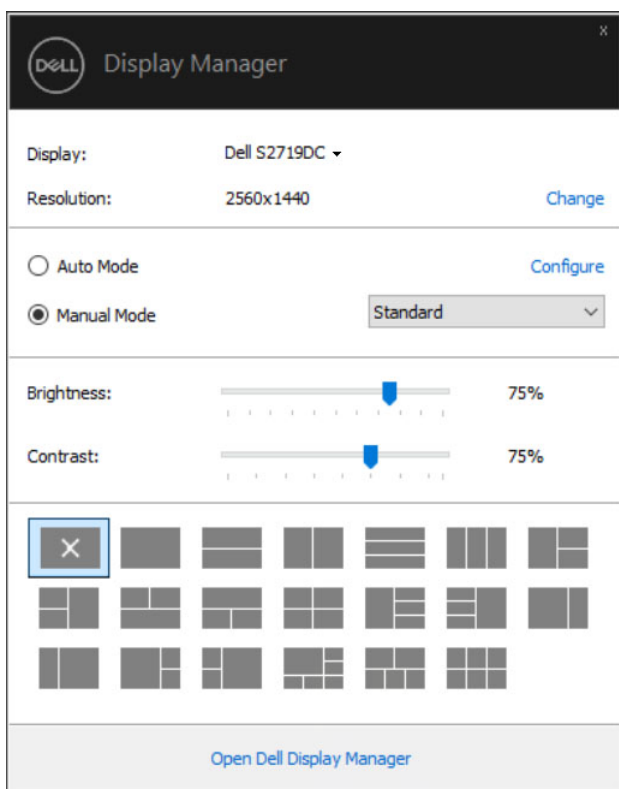 x
DELL Display Manager
Display: Dell S2719DC
Resolution: 2560x1440 Change
Auto Mode Configure
Manual Mode Standard
Brightness: 75%
Contrast: 75%
Open Dell Display Manager